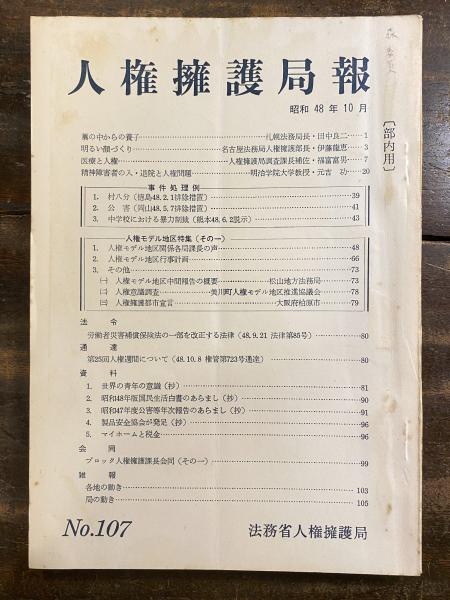 人権擁護局報
昭和48年10月
〔部内用〕
藁の中からの養子……札幌法務局長・田中良二……1
明るい顔づくり……名古屋法務局人権擁護部長・伊藤龍恵……3
医療と人権……人権擁護局調査課長補佐・福富富男……7
精神障害者の入・退院と人権問題……明治学院大学教授・元吉 功……20
事件処理例
1. 村八分(徳島48.2.1排除措置)……39
2. 公害(岡山48.5.7排除措置)……41
3. 中学校における暴力制裁(熊本48.6.2説示)……43
人権モデル地区特集(その一)
1. 人権モデル地区関係各局課長の声……48
2. 人権モデル地区行事計画……66
3. その他……73
㈠ 人権モデル地区中間報告の概要……松山地方法務局……73
㈡ 人権意識調査……美川町人権モデル地区推進協議会……78
㈢ 人権擁護都市宣言……大阪府柏原市……79
法令
労働者災害補償保険法の一部を改正する法律(48.9.21 法律第85号)……80
通達
第25回人権週間について(48.10.8 権管第723号通達)……80
資料
1. 世界の青年の意識(抄)……81
2. 昭和48年版国民生活白書のあらまし(抄)……90
3. 昭和47年度公害等年次報告のあらまし(抄)……91
4. 製品安全協会が発足(抄)……96
5. マイホームと税金……96
会同
ブロック人権擁護課長会同(その一)……99
雑報
各地の動き……103
局の動き……105
No.107
法務省人権擁護局